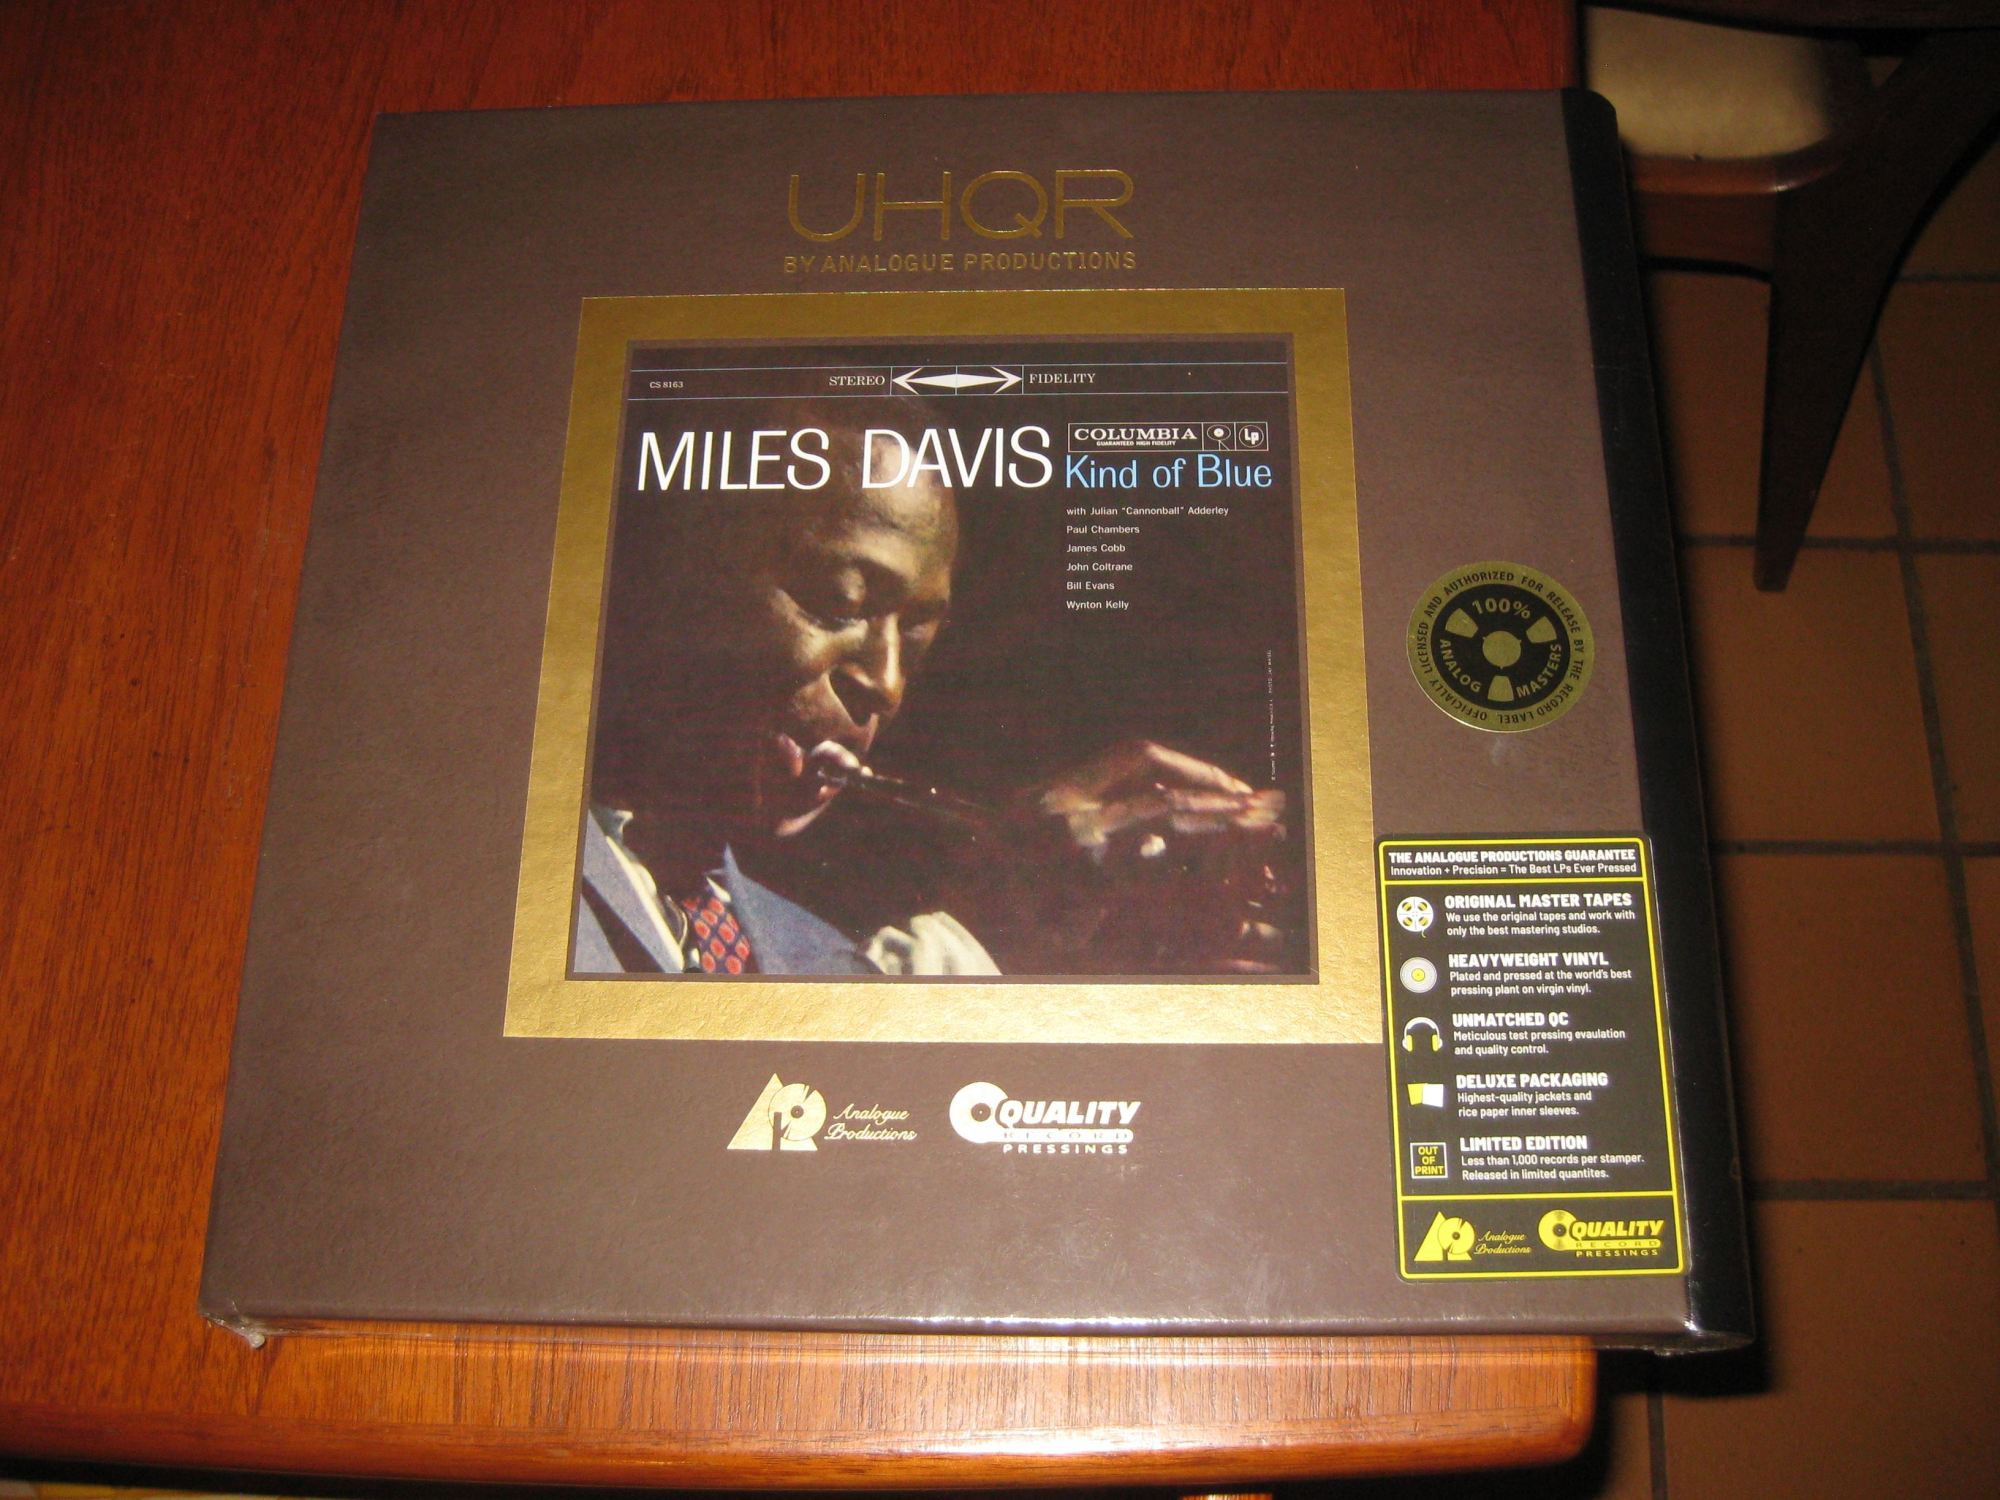 UHQR
BY ANALOGUE PRODUCTIONS
CS 8163
STEREO
FIDELITY
MILES DAVIS
COLUMBIA
GUARANTEED HIGH FIDELITY
Lp
Kind of Blue
with Julian "Cannonball" Adderley
Paul Chambers
James Cobb
John Coltrane
Bill Evans
Wynton Kelly
OFFICIALLY LICENSED AND AUTHORIZED FOR RELEASE BY THE RECORD LABEL
100%
ANALOG MASTERS
THE ANALOGUE PRODUCTIONS GUARANTEE
Innovation + Precision = The Best LPs Ever Pressed
ORIGINAL MASTER TAPES
We use the original tapes and work with
only the best mastering studios.
HEAVYWEIGHT VINYL
Plated and pressed at the world's best
pressing plant on virgin vinyl.
UNMATCHED QC
Meticulous test pressing evaulation
and quality control.
DELUXE PACKAGING
Highest-quality jackets and
rice paper inner sleeves.
OUT
OF
PRINT
LIMITED EDITION
Less than 1,000 records per stamper.
Released in limited quantites.
Analogue
Productions
QUALITY
RECORD
PRESSINGS
Analogue
Productions
QUALITY
RECORD
PRESSINGS